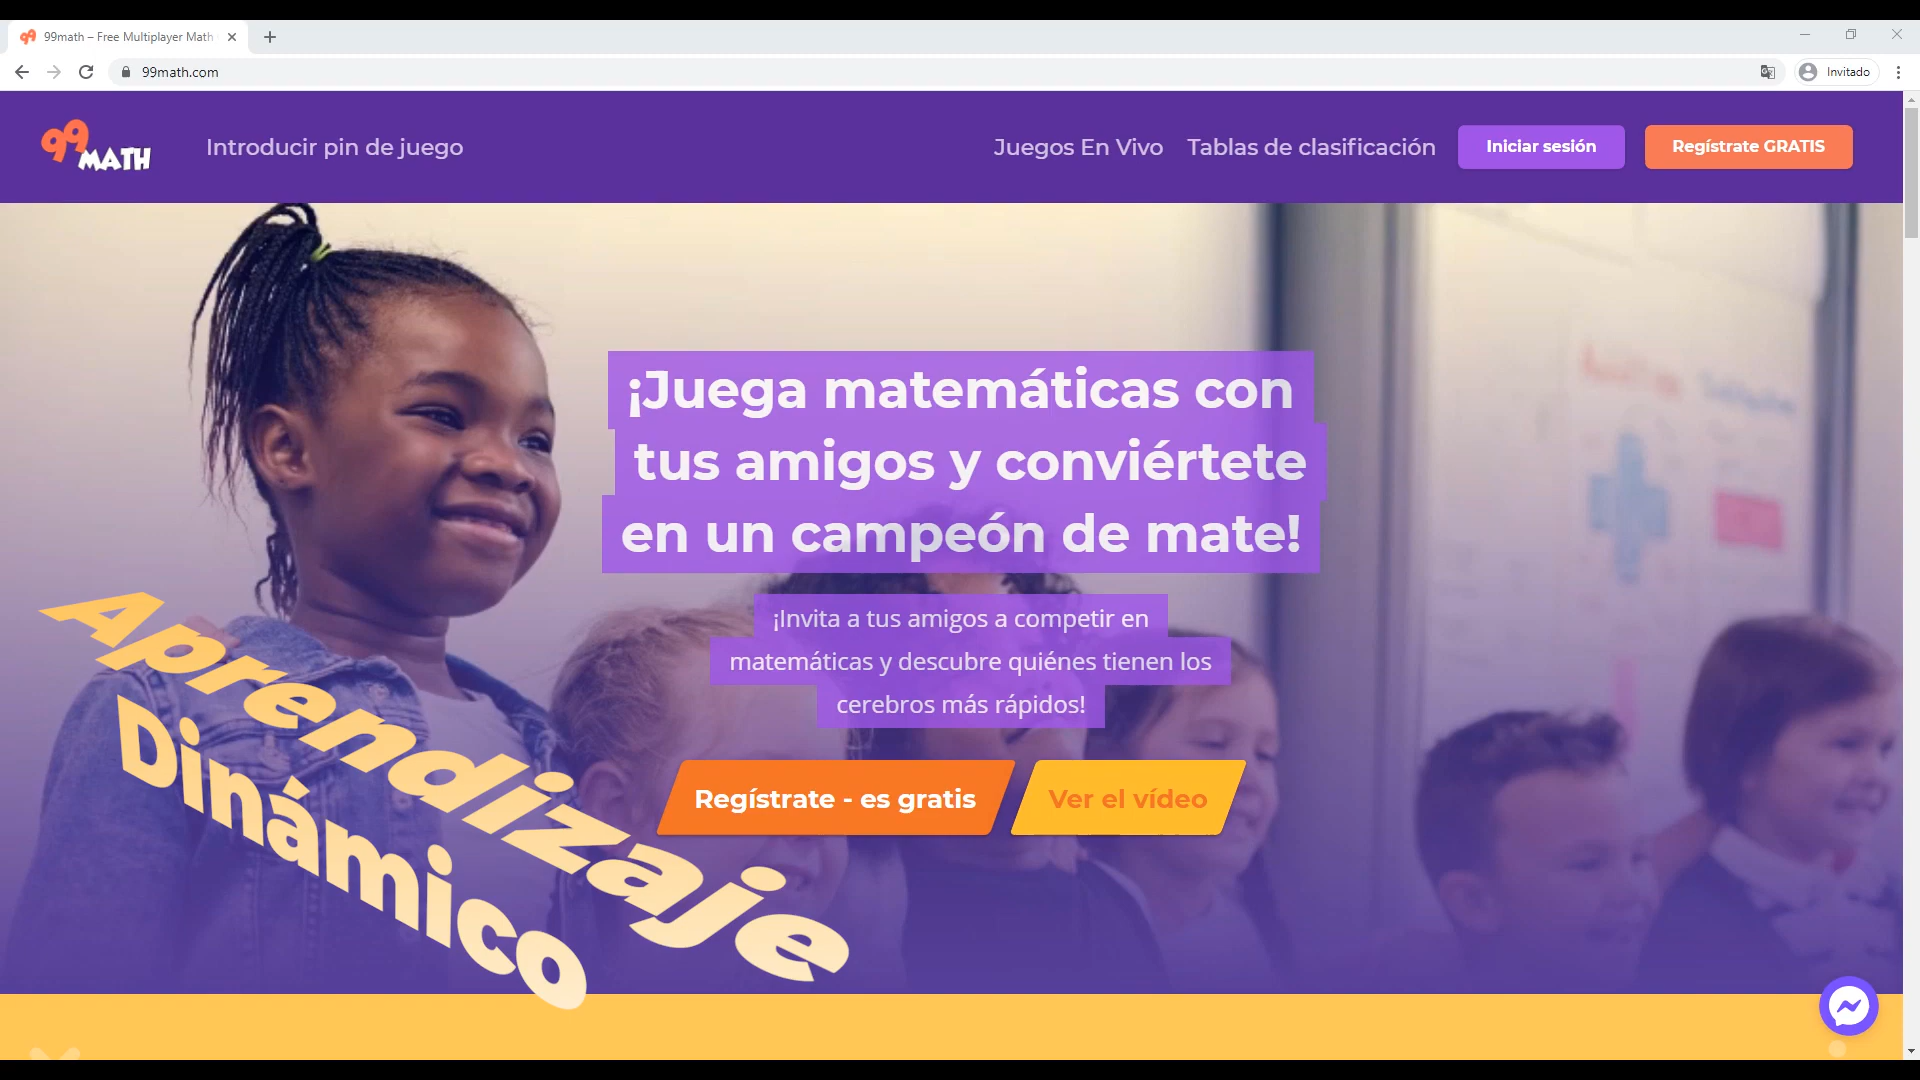 99math – Free Multiplayer Math
99math.com
Invitado
99 MATH
Introducir pin de juego
Juegos En Vivo
Tablas de clasificación
Iniciar sesión
Regístrate GRATIS
¡Juega matemáticas con
tus amigos y conviértete
en un campeón de mate!
¡Invita a tus amigos a competir en
matemáticas y descubre quiénes tienen los
cerebros más rápidos!
Regístrate - es gratis
Ver el vídeo
Aprendizaje
Dinámico